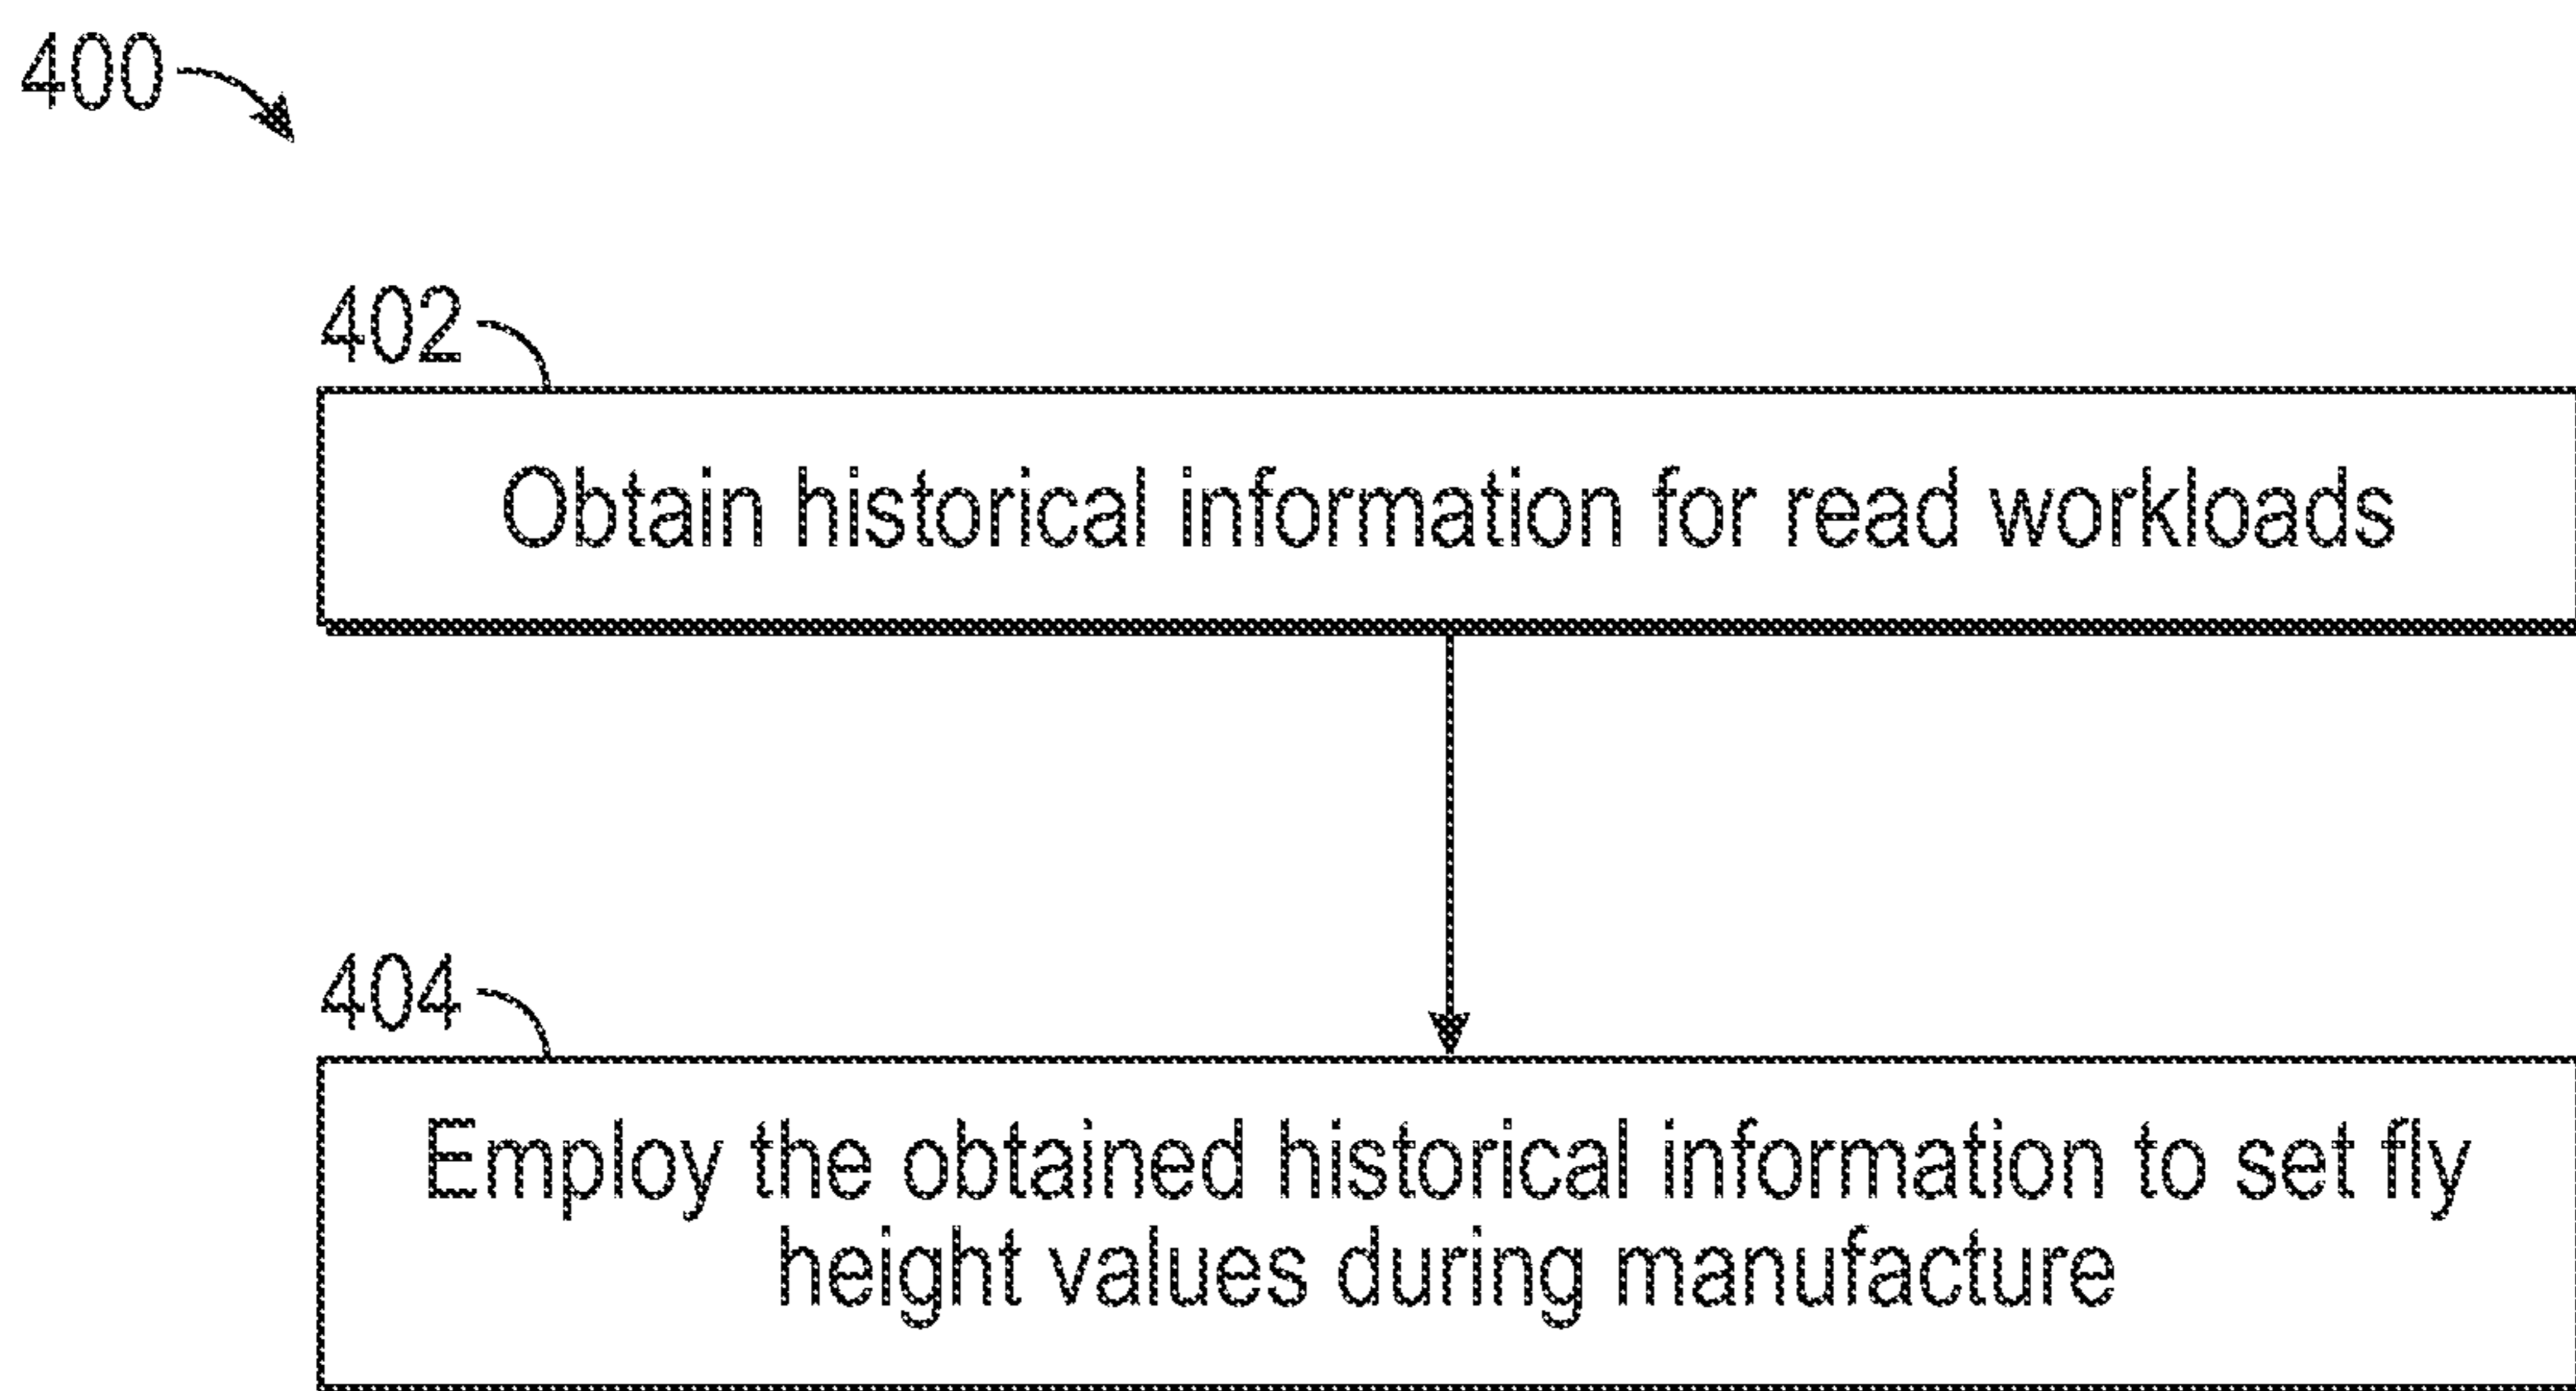 400
402
Obtain historical information for read workloads
404
Employ the obtained historical information to set fly
height values during manufacture